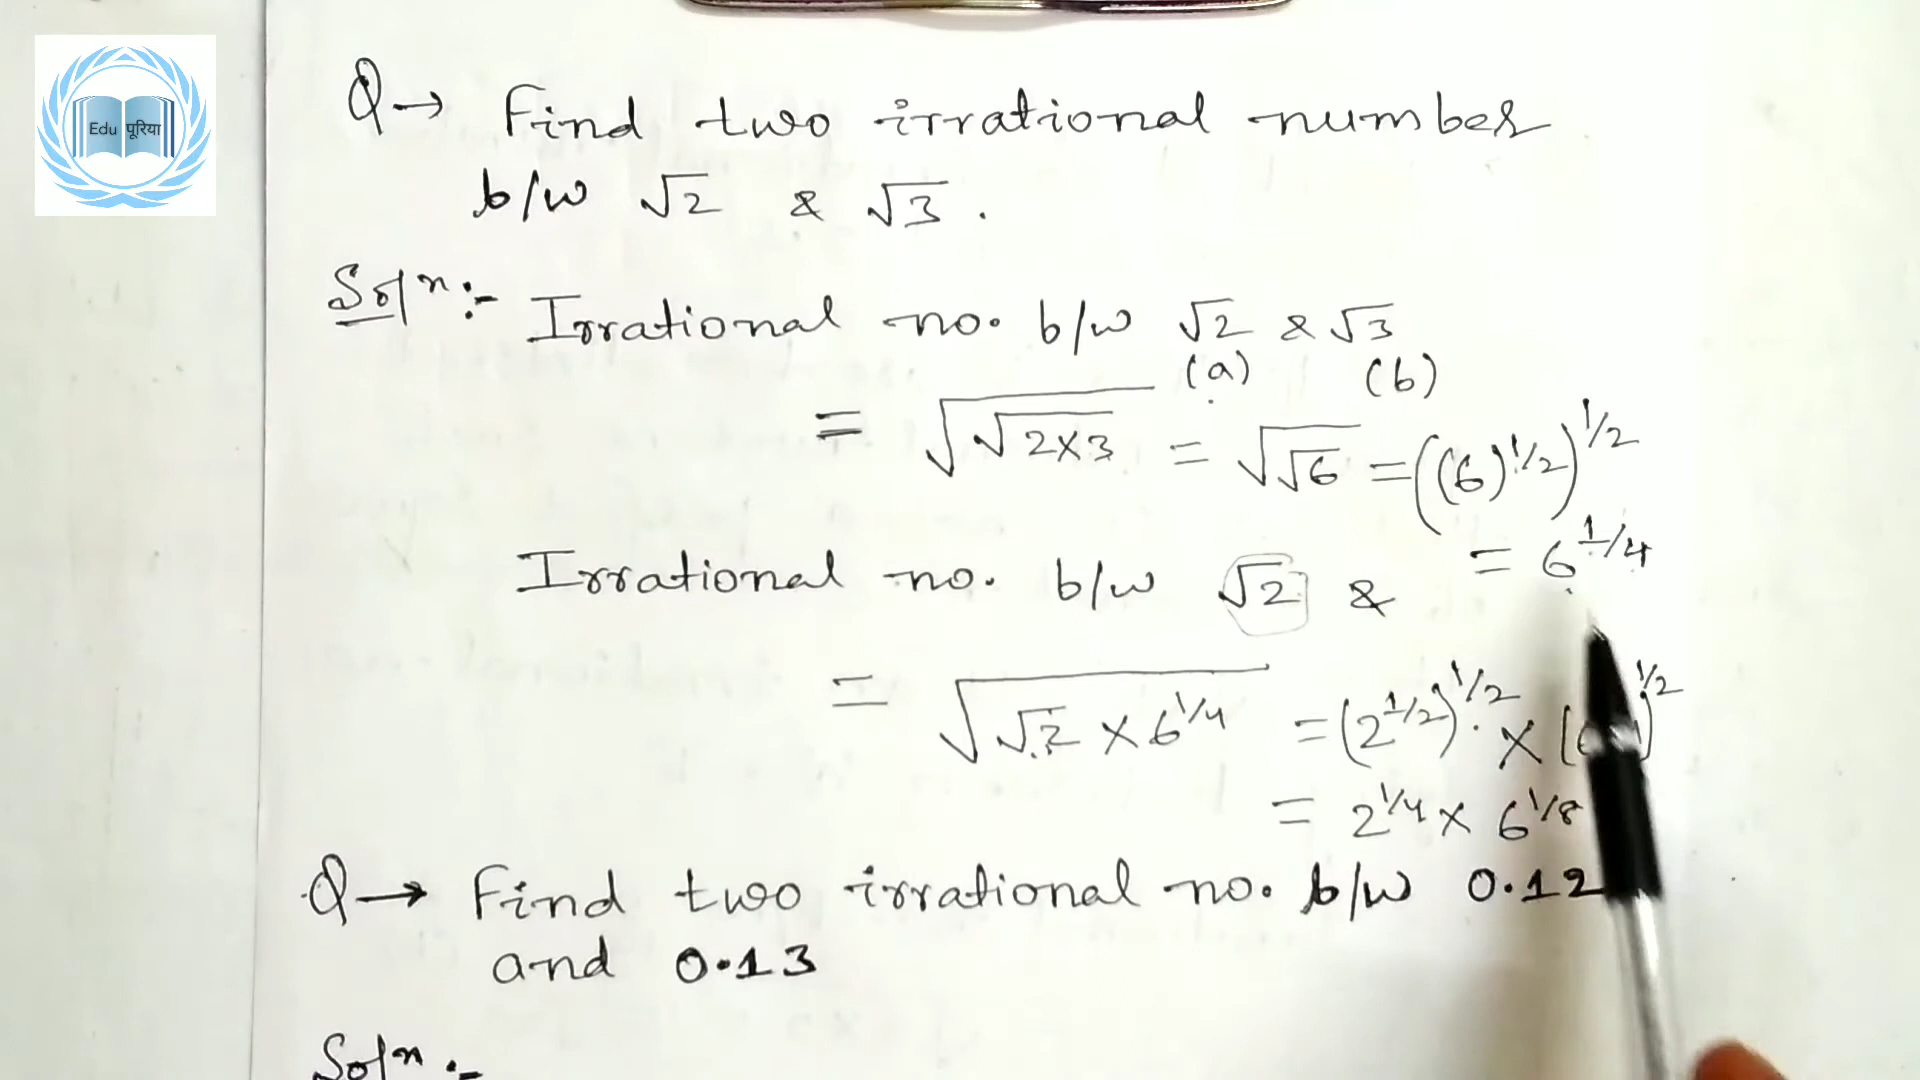 Edu पूरिया
Q→ Find two irrational number
b/w √2 & √3.
Solⁿ:- Irrational no. b/w √2 & √3
(a) (b)
= √(√(2×3)) = √(√6) = ((6)^1/2)^1/2
= 6^1/4
Irrational no. b/w √2 &
= √(√2 × 6^1/4) = (2^1/2)^1/2 × ( )^1/2
= 2^1/4 × 6^1/8
Q→ Find two irrational no. b/w 0.12
and 0.13
Solⁿ:-